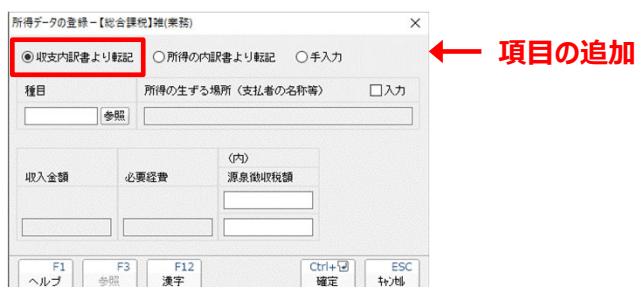 所得データの登録－【総合課税】雑(業務)
収支内訳書より転記 所得の内訳書より転記 手入力
項目の追加
種目 所得の生ずる場所（支払者の名称等） 入力
参照
(内)
収入金額 必要経費 源泉徴収税額
F1 F3 F12 Ctrl+ ESC
ヘルプ 参照 漢字 確定 ｷｬﾝｾﾙ